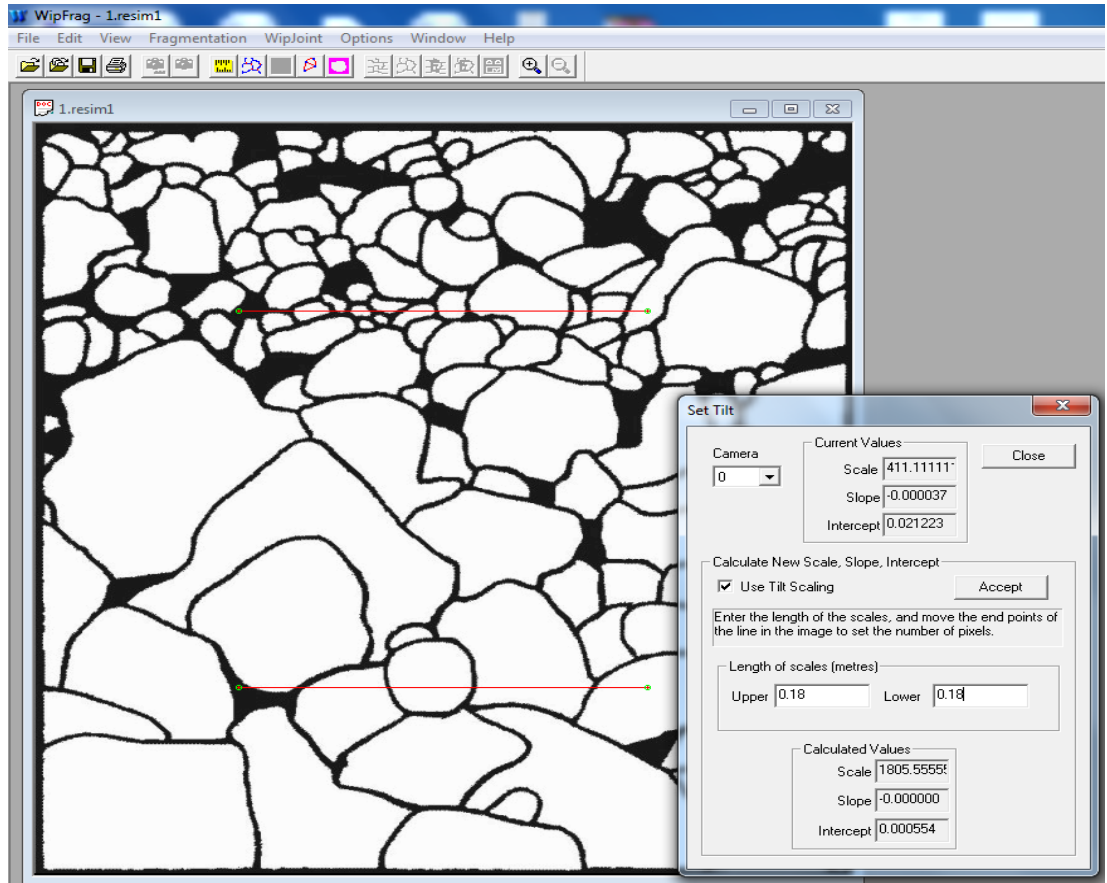 WipFrag - 1.resim1
File Edit View Fragmentation WipJoint Options Window Help
1.resim1
Set Tilt
Camera
0
Current Values
Scale 411.11111
Slope -0.000037
Intercept 0.021223
Close
Calculate New Scale, Slope, Intercept
Use Tilt Scaling
Accept
Enter the length of the scales, and move the end points of
the line in the image to set the number of pixels.
Length of scales (metres)
Upper 0.18 Lower 0.18
Calculated Values
Scale 1805.5555
Slope -0.000000
Intercept 0.000554